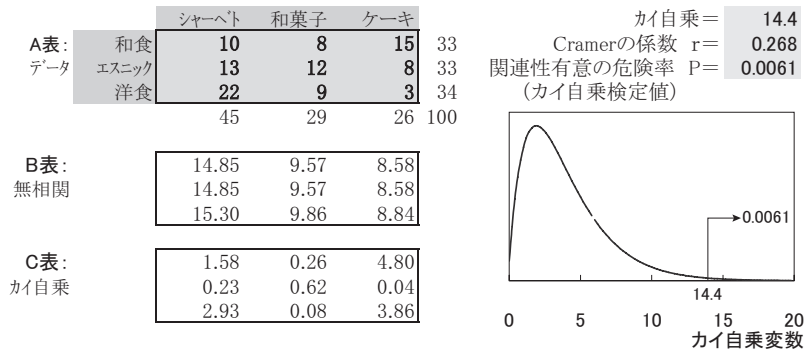 シャーベト 和菓子 ケーキ
A表: 和食 10 8 15 33
データ エスニック 13 12 8 33
洋食 22 9 3 34
45 29 26 100
B表: 14.85 9.57 8.58
無相関 14.85 9.57 8.58
15.30 9.86 8.84
C表: 1.58 0.26 4.80
カイ自乗 0.23 0.62 0.04
2.93 0.08 3.86
カイ自乗＝ 14.4
Cramerの係数 r＝ 0.268
関連性有意の危険率 P＝ 0.0061
（カイ自乗検定値）
0.0061
14.4
0 5 10 15 20
カイ自乗変数